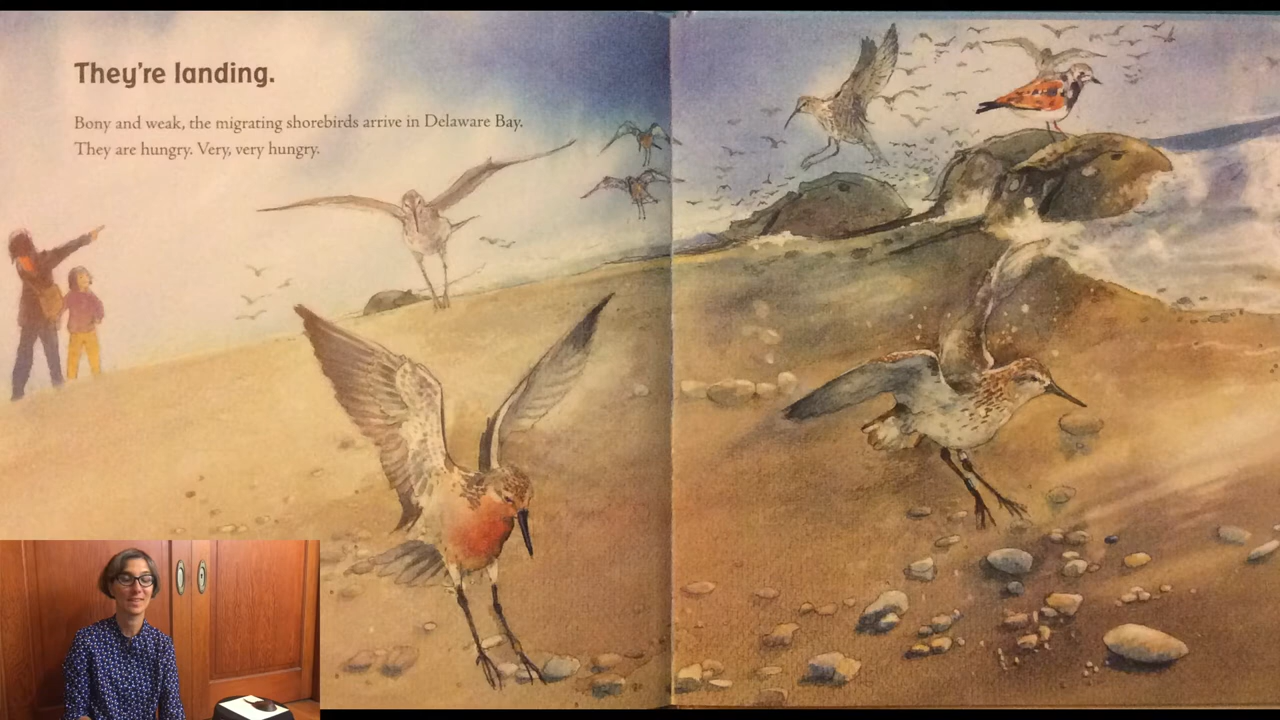 They're landing.
Bony and weak, the migrating shorebirds arrive in Delaware Bay.
They are hungry. Very, very hungry.